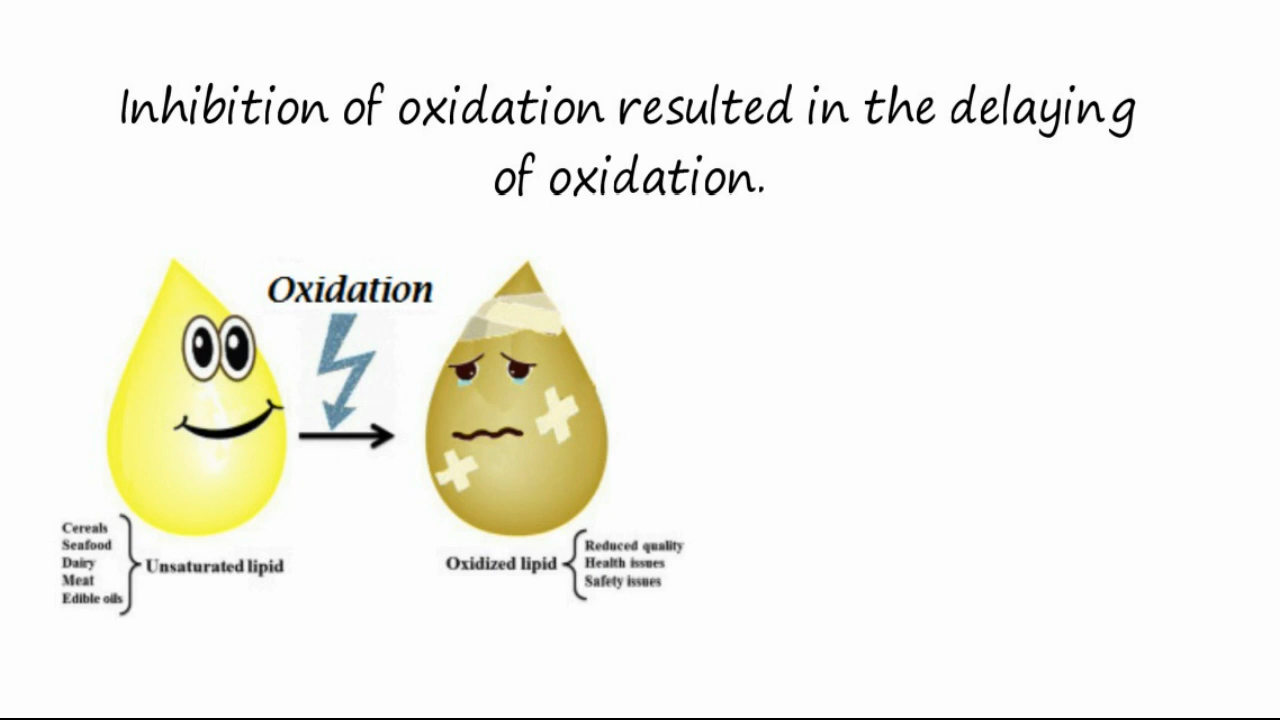 Inhibition of oxidation resulted in the delaying
of oxidation.
Oxidation
Cereals
Seafood
Dairy
Meat
Edible oils
Unsaturated lipid
Oxidized lipid
Reduced quality
Health issues
Safety issues